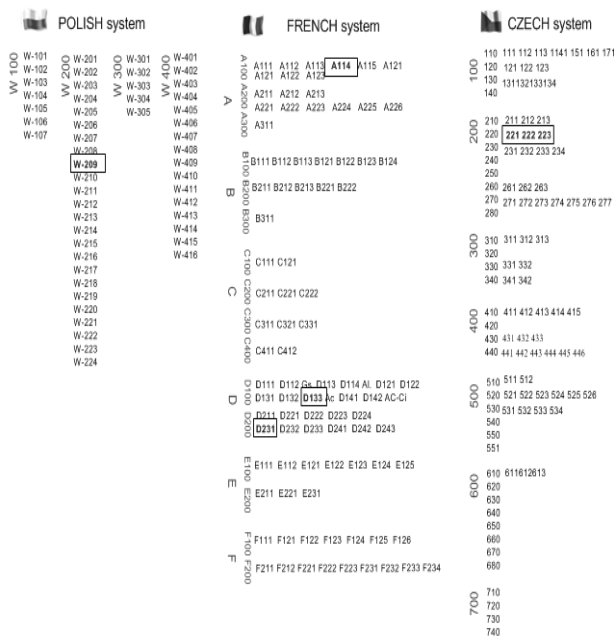 POLISH system
W 100
W-101
W-102
W-103
W-104
W-105
W-106
W-107
W 200
W-201
W-202
W-203
W-204
W-205
W-206
W-207
W-208
W-209
W-210
W-211
W-212
W-213
W-214
W-215
W-216
W-217
W-218
W-219
W-220
W-221
W-222
W-223
W-224
W 300
W-301
W-302
W-303
W-304
W-305
W 400
W-401
W-402
W-403
W-404
W-405
W-406
W-407
W-408
W-409
W-410
W-411
W-412
W-413
W-414
W-415
W-416
FRENCH system
A
A100 A200 A300
A111 A112 A113 A114 A115 A121
A121 A122 A123
A211 A212 A213
A221 A222 A223 A224 A225 A226
A311
B
B100 B200 B300
B111 B112 B113 B121 B122 B123 B124
B211 B212 B213 B221 B222
B311
C
C100 C200 C300 C400
C111 C121
C211 C221 C222
C311 C321 C331
C411 C412
D
D100 D200
D111 D112 Gs. D113 D114 Al. D121 D122
D131 D132 D133 Ac D141 D142 AC-Ci
D211 D221 D222 D223 D224
D231 D232 D233 D241 D242 D243
E
E100 E200
E111 E112 E121 E122 E123 E124 E125
E211 E221 E231
F
F100 F200
F111 F121 F122 F123 F124 F125 F126
F211 F212 F221 F222 F223 F231 F232 F233 F234
CZECH system
100
110 111 112 113 1141 151 161 171
120 121 122 123
130 131132133134
140
200
210 211 212 213
220 221 222 223
230 231 232 233 234
240
250
260 261 262 263
270 271 272 273 274 275 276 277
280
300
310 311 312 313
320
330 331 332
340 341 342
400
410 411 412 413 414 415
420
430 431 432 433
440 441 442 443 444 445 446
500
510 511 512
520 521 522 523 524 525 526
530 531 532 533 534
540
550
551
600
610 611612613
620
630
640
650
660
670
680
700
710
720
730
740